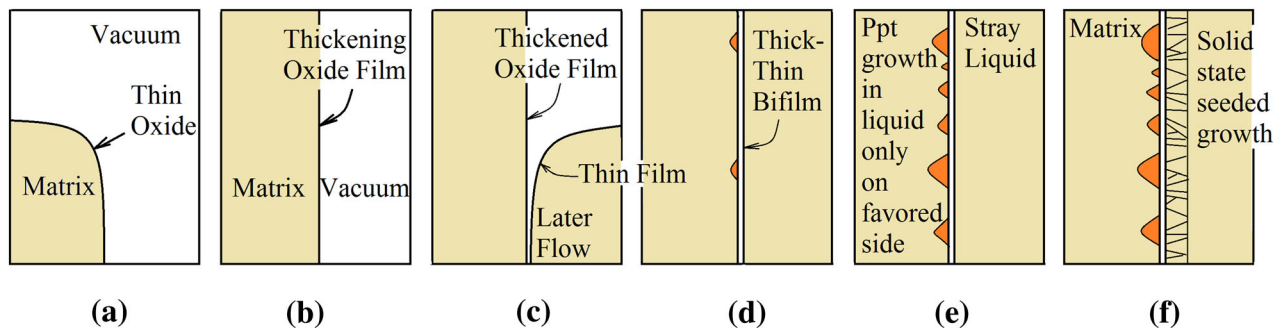 Vacuum
Thin
Oxide
Matrix
(a)
Thickening
Oxide Film
Matrix
Vacuum
(b)
Thickened
Oxide Film
Thin Film
Later
Flow
(c)
Thick-
Thin
Bifilm
(d)
Ppt
growth
in
liquid
only
on
favored
side
Stray
Liquid
(e)
Matrix
Solid
state
seeded
growth
(f)